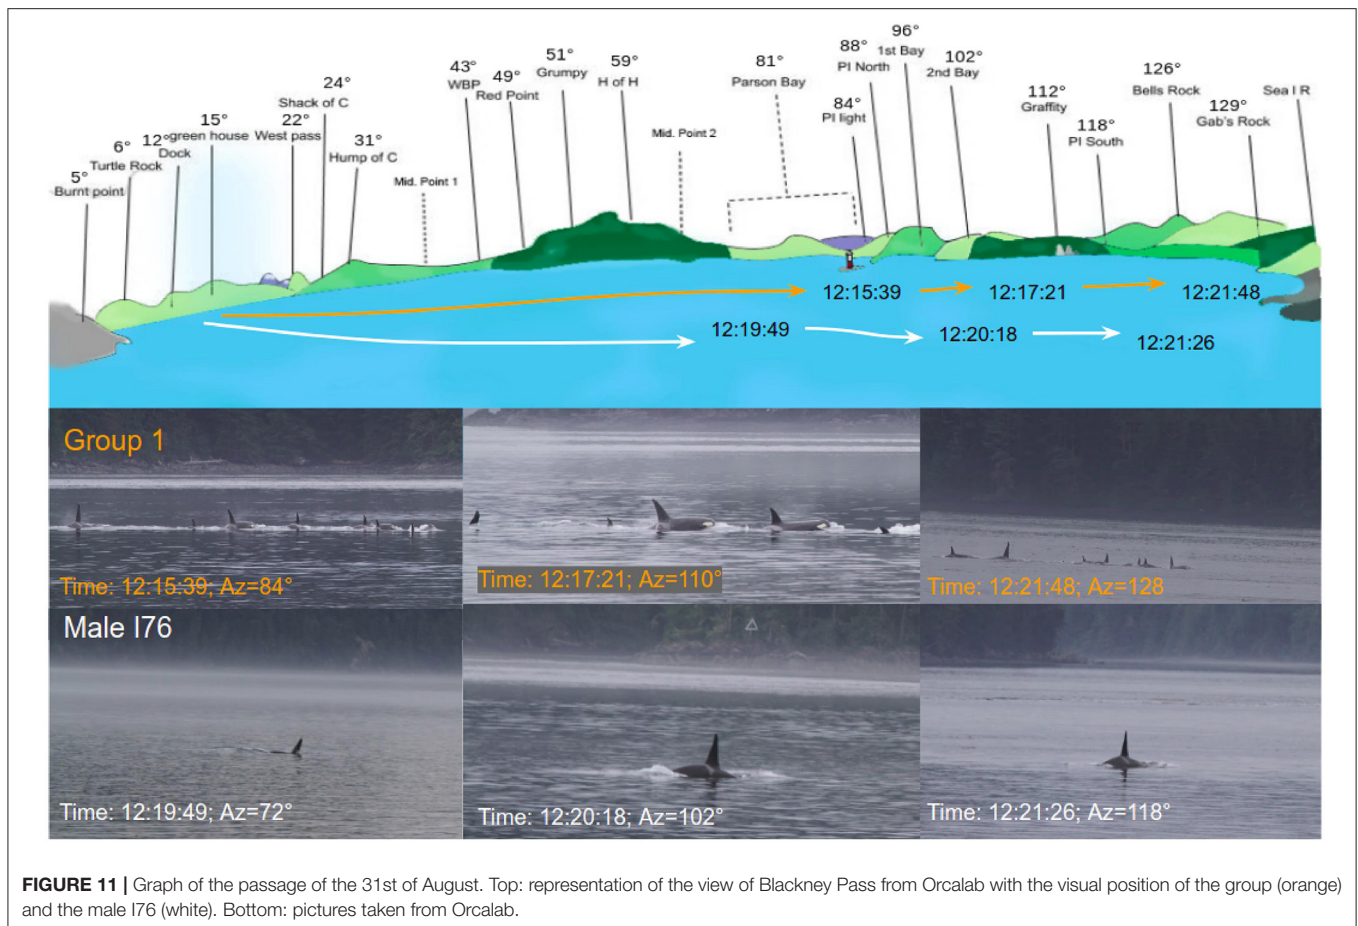 96°
88° 1st Bay
51° 59° 81° PI North 102°
43° Grumpy H of H Parson Bay 2nd Bay 126°
24° WBP 49° 84° 112° Bells Rock Sea I R
Shack of C Red Point PI light Graffity 129°
15° 22° 118° Gab's Rock
6° 12° green house West pass 31° Mid. Point 2 PI South
Turtle Rock Dock Hump of C
5° Mid. Point 1
Burnt point
12:15:39 12:17:21 12:21:48
12:19:49 12:20:18 12:21:26
Group 1
Time: 12:15:39; Az=84° Time: 12:17:21; Az=110° Time: 12:21:48; Az=128
Male I76
Time: 12:19:49; Az=72° Time: 12:20:18; Az=102° Time: 12:21:26; Az=118°
FIGURE 11 | Graph of the passage of the 31st of August. Top: representation of the view of Blackney Pass from Orcalab with the visual position of the group (orange)
and the male I76 (white). Bottom: pictures taken from Orcalab.